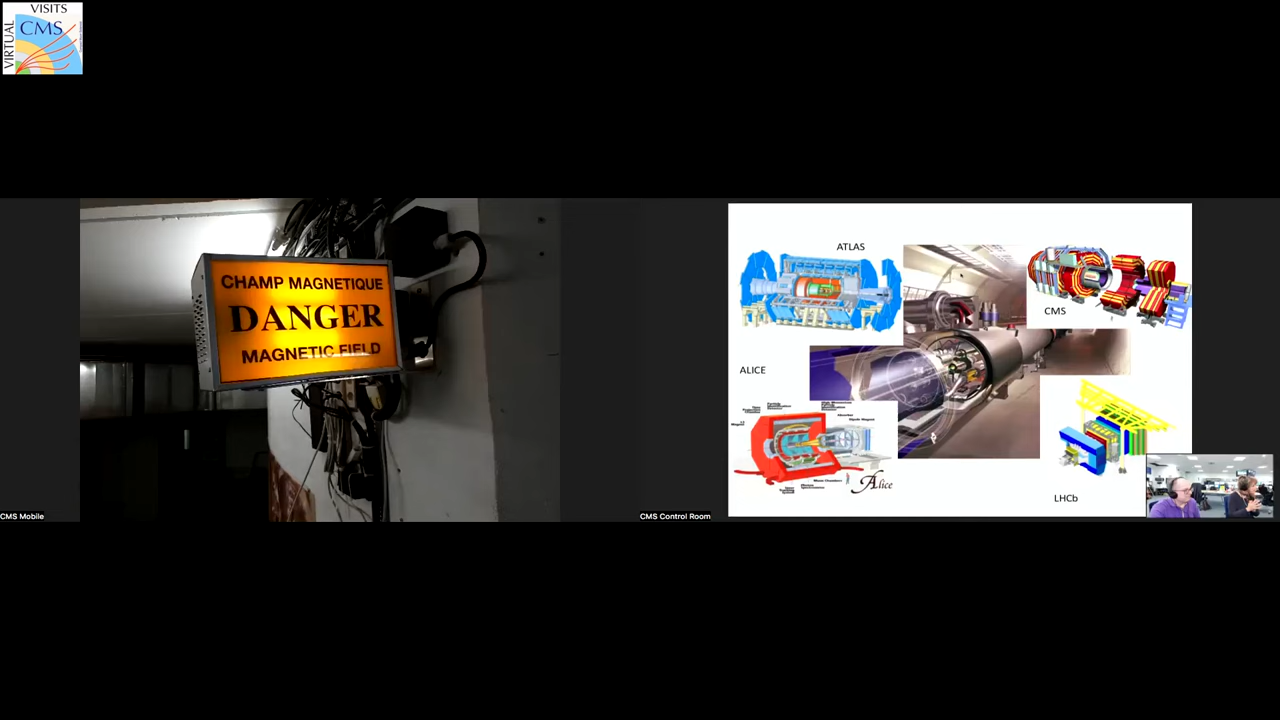 VISITS
CMS
VIRTUAL
CHAMP MAGNETIQUE
DANGER
MAGNETIC FIELD
CMS Mobile
ATLAS
CMS
ALICE
Alice
LHCb
CMS Control Room